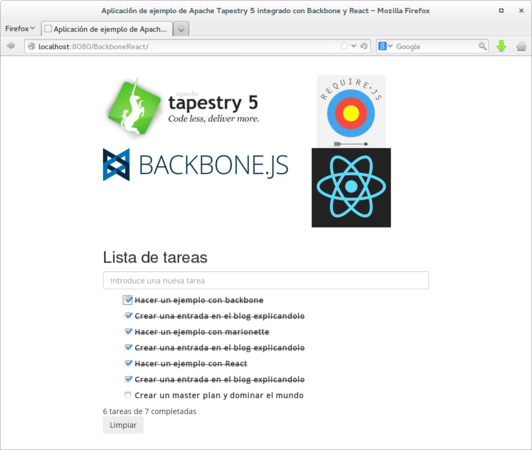 Aplicación de ejemplo de Apache Tapestry 5 integrado con Backbone y React – Mozilla Firefox
Firefox
Aplicación de ejemplo de Apach...
localhost:8080/BackboneReact/
Google
apache
tapestry 5
Code less, deliver more.
REQUIRE.JS
BACKBONE.JS
Lista de tareas
Introduce una nueva tarea
Hacer un ejemplo con backbone
Crear una entrada en el blog explicandolo
Hacer un ejemplo con marionette
Crear una entrada en el blog explicandolo
Hacer un ejemplo con React
Crear una entrada en el blog explicandolo
Crear un master plan y dominar el mundo
6 tareas de 7 completadas
Limpiar